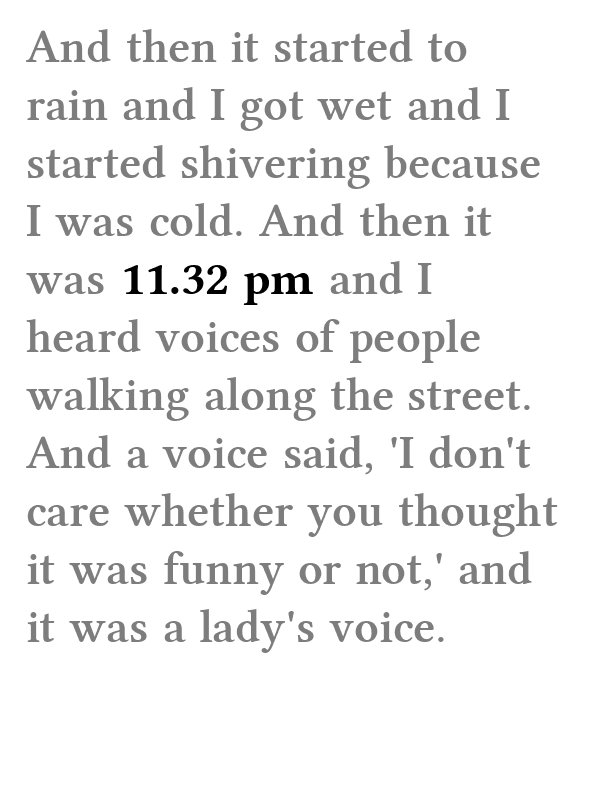 And then it started to
rain and I got wet and I
started shivering because
I was cold. And then it
was 11.32 pm and I
heard voices of people
walking along the street.
And a voice said, 'I don't
care whether you thought
it was funny or not,' and
it was a lady's voice.